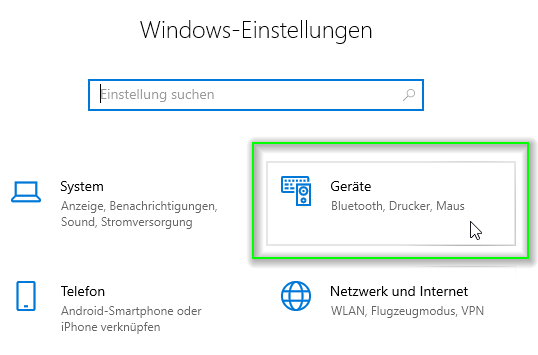 Windows-Einstellungen
Einstellung suchen
System
Anzeige, Benachrichtigungen,
Sound, Stromversorgung
Geräte
Bluetooth, Drucker, Maus
Telefon
Android-Smartphone oder
iPhone verknüpfen
Netzwerk und Internet
WLAN, Flugzeugmodus, VPN